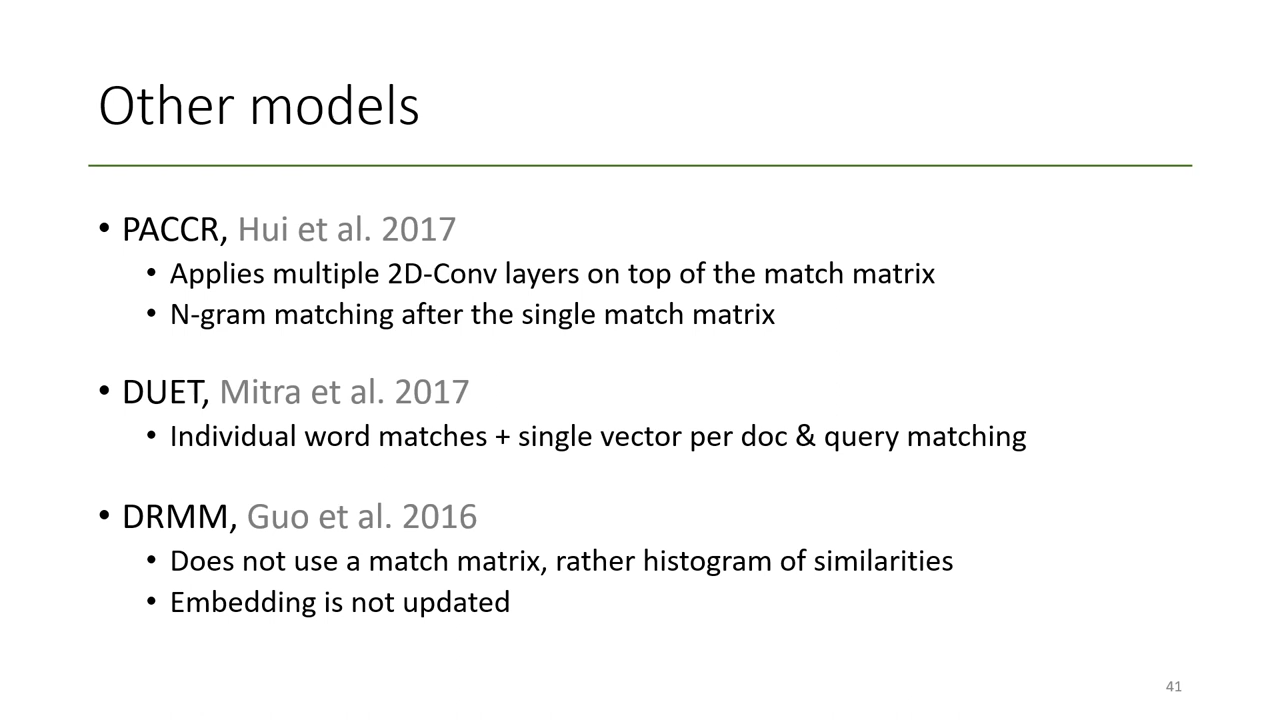 Other models
• PACCR, Hui et al. 2017
• Applies multiple 2D-Conv layers on top of the match matrix
• N-gram matching after the single match matrix
• DUET, Mitra et al. 2017
• Individual word matches + single vector per doc & query matching
• DRMM, Guo et al. 2016
• Does not use a match matrix, rather histogram of similarities
• Embedding is not updated
41